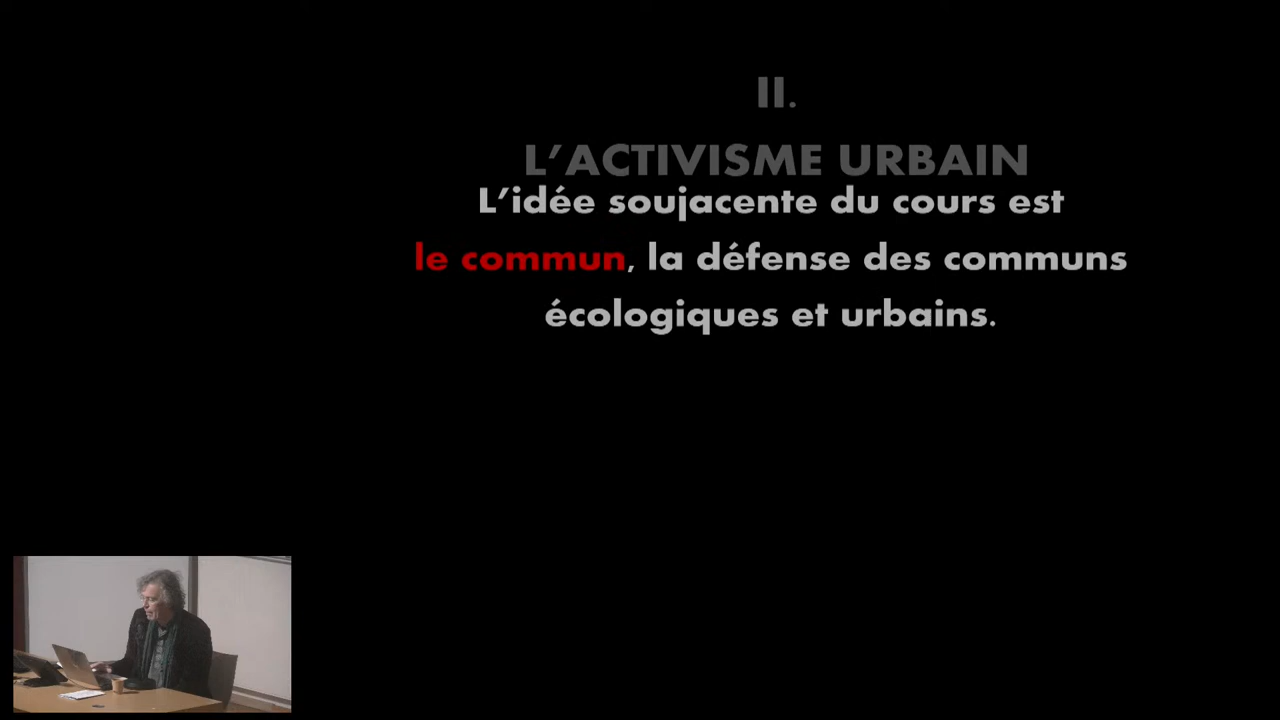 II.
L’ACTIVISME URBAIN
L’idée soujacente du cours est
le commun, la défense des communs
écologiques et urbains.